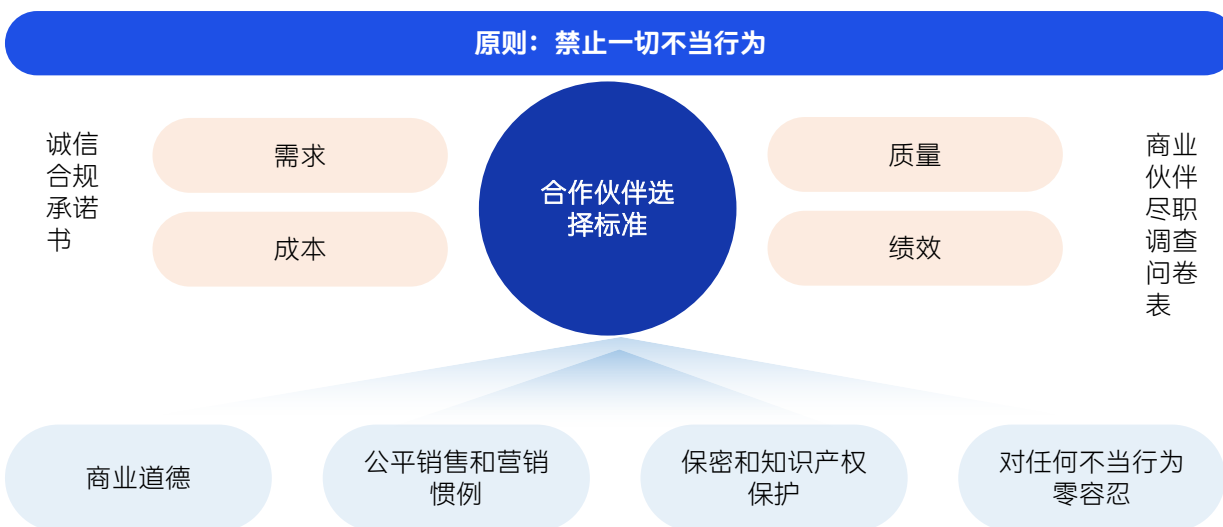 原则：禁止一切不当行为
诚信
合规
承诺
书
需求
成本
合作伙伴选
择标准
质量
绩效
商业
伙伴
尽职
调查
问卷
表
商业道德
公平销售和营销
惯例
保密和知识产权
保护
对任何不当行为
零容忍